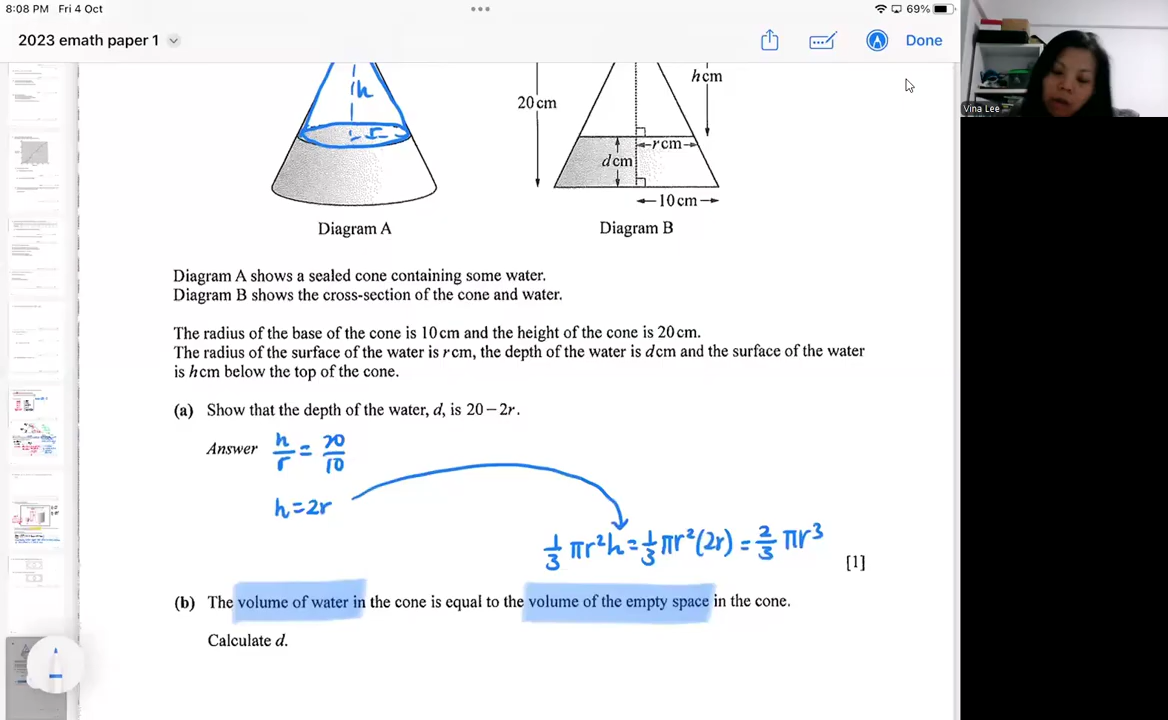 8:08 PM Fri 4 Oct
69%
2023 emath paper 1
Done
Vina Lee
h
r
20 cm
h cm
d cm
r cm
10 cm
Diagram A
Diagram B
Diagram A shows a sealed cone containing some water.
Diagram B shows the cross-section of the cone and water.
The radius of the base of the cone is 10 cm and the height of the cone is 20 cm.
The radius of the surface of the water is r cm, the depth of the water is d cm and the surface of the water
is h cm below the top of the cone.
(a) Show that the depth of the water, d, is 20 – 2r.
Answer h/r = 20/10
h = 2r
1/3 πr²h = 1/3 πr²(2r) = 2/3 πr³
[1]
(b) The volume of water in the cone is equal to the volume of the empty space in the cone.
Calculate d.